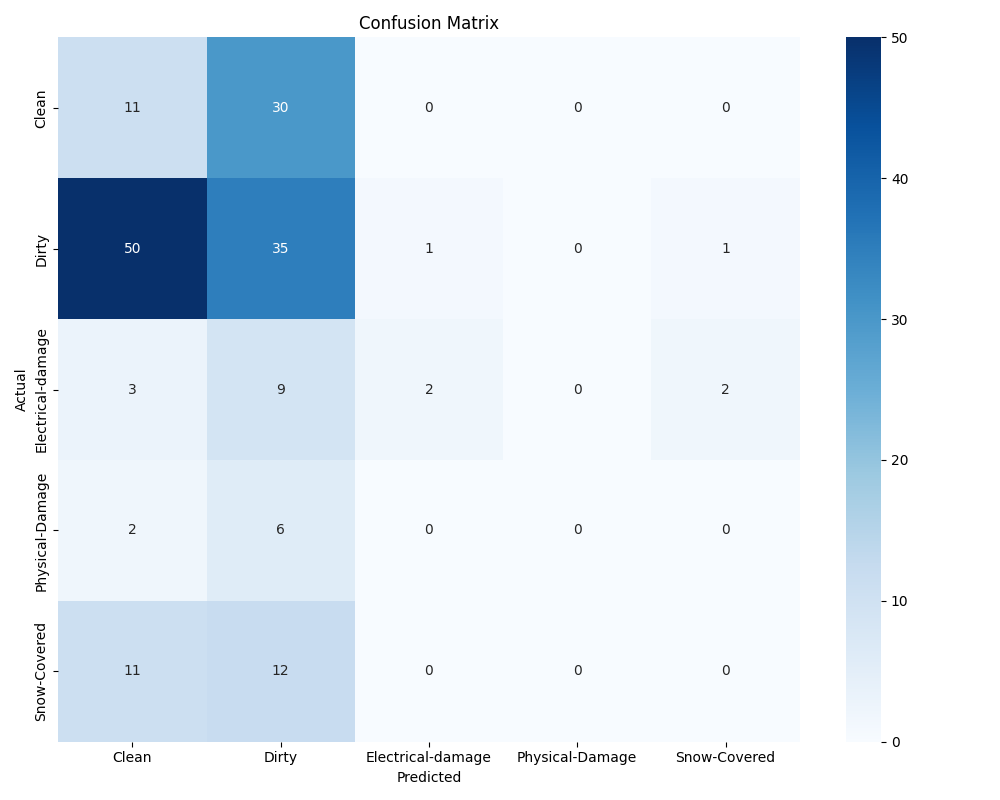 Confusion Matrix
Actual
Clean 11 30 0 0 0
Dirty 50 35 1 0 1
Electrical-damage 3 9 2 0 2
Physical-Damage 2 6 0 0 0
Snow-Covered 11 12 0 0 0
Clean Dirty Electrical-damage Physical-Damage Snow-Covered
Predicted
50
40
30
20
10
0